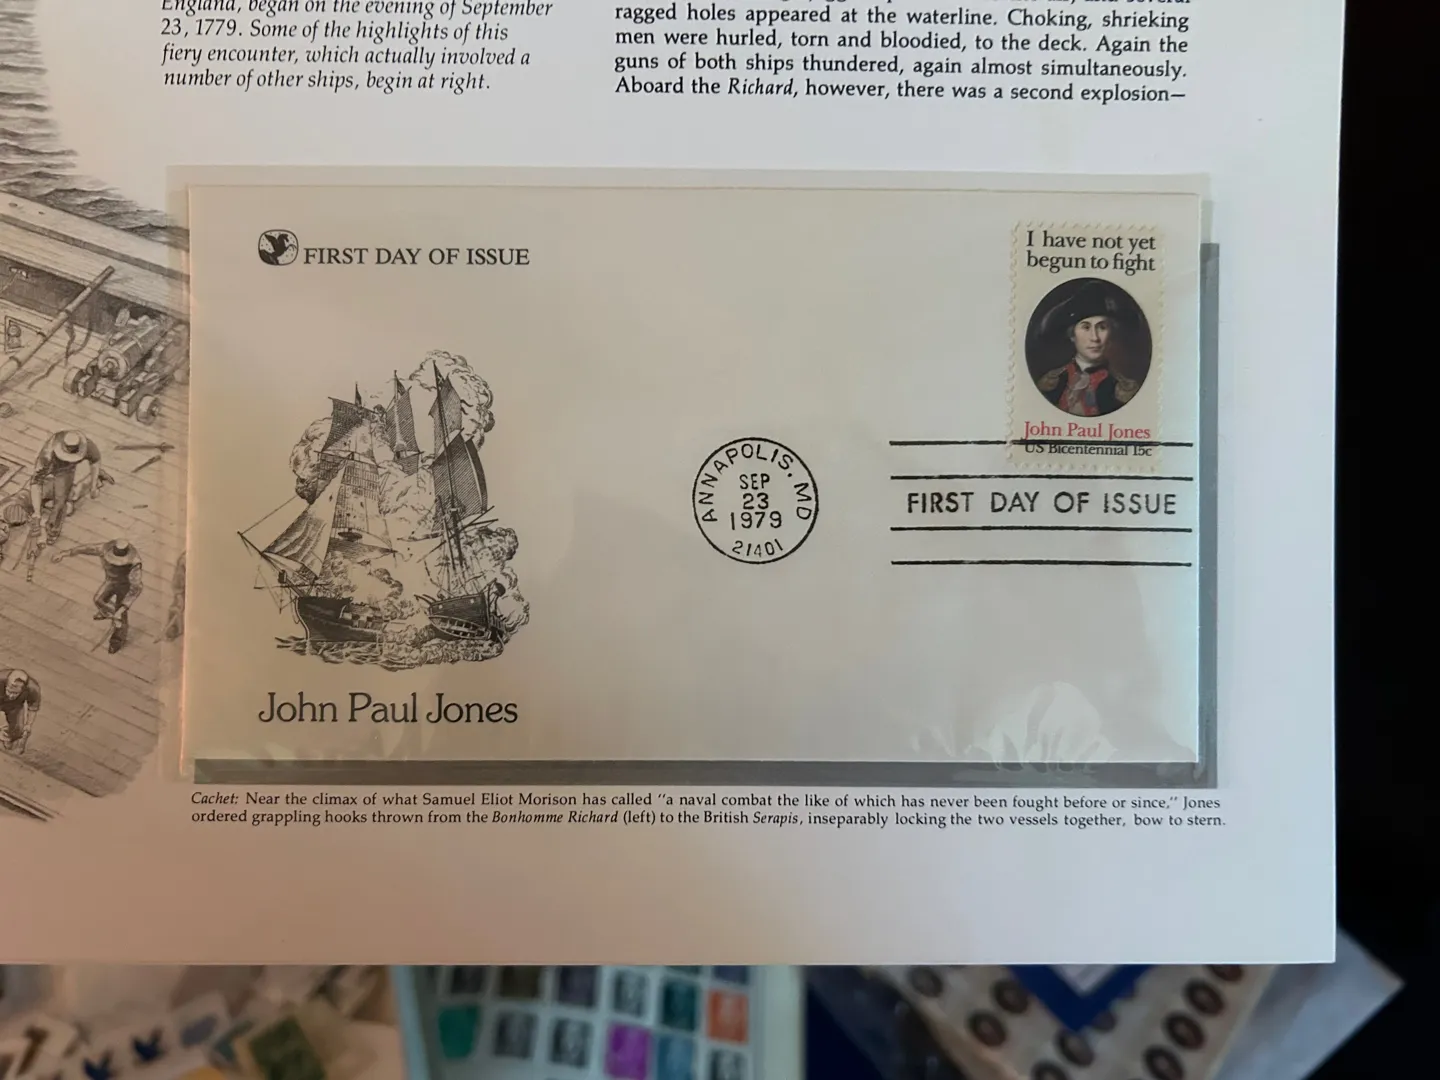 England, began on the evening of September
23, 1779. Some of the highlights of this
fiery encounter, which actually involved a
number of other ships, begin at right.
ragged holes appeared at the waterline. Choking, shrieking
men were hurled, torn and bloodied, to the deck. Again the
guns of both ships thundered, again almost simultaneously.
Aboard the Richard, however, there was a second explosion—
FIRST DAY OF ISSUE
I have not yet
begun to fight
John Paul Jones
US Bicentennial 15c
ANNAPOLIS, MD
SEP
23
1979
21401
FIRST DAY OF ISSUE
John Paul Jones
Cachet: Near the climax of what Samuel Eliot Morison has called "a naval combat the like of which has never been fought before or since," Jones
ordered grappling hooks thrown from the Bonhomme Richard (left) to the British Serapis, inseparably locking the two vessels together, bow to stern.